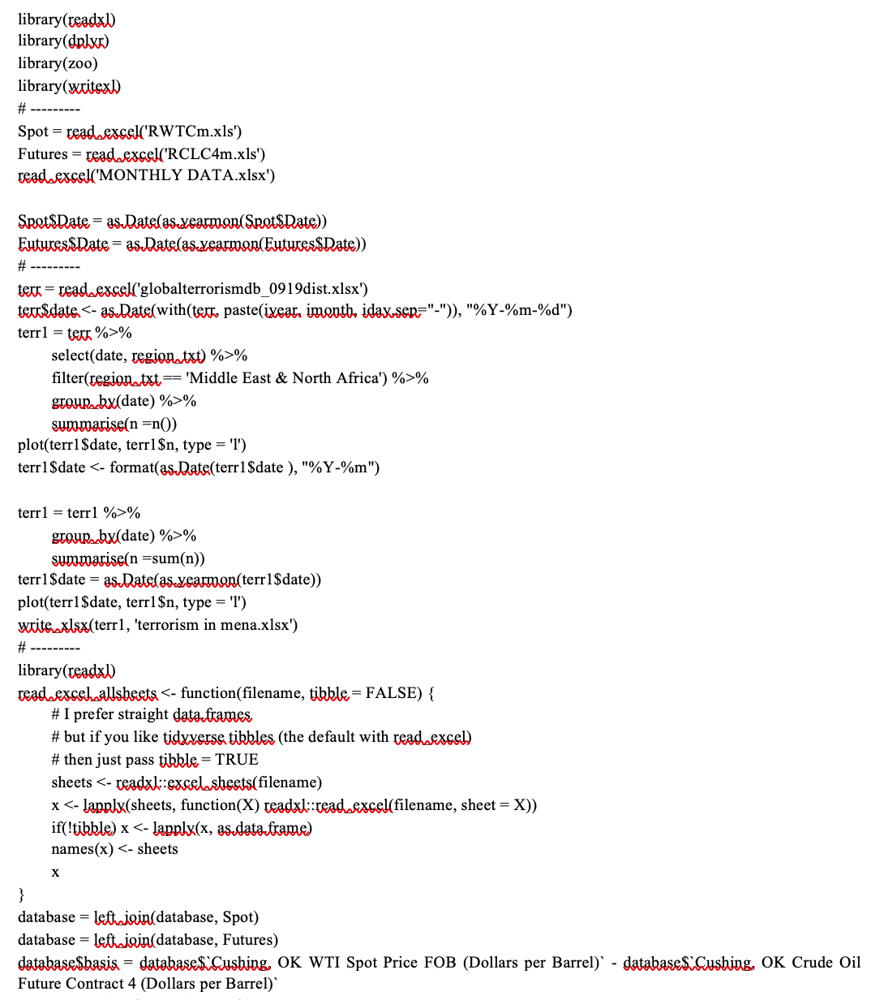 library(readxl)
library(dplyr)
library(zoo)
library(writexl)
# ---------
Spot = read_excel('RWTCm.xls')
Futures = read_excel('RCLC4m.xls')
read_excel('MONTHLY DATA.xlsx')
Spot$Date = as.Date(as.yearmon(Spot$Date))
Futures$Date = as.Date(as.yearmon(Futures$Date))
# ---------
terr = read_excel('globalterrorismdb_0919dist.xlsx')
terr$date <- as.Date(with(terr, paste(iyear, imonth, iday,sep="-")), "%Y-%m-%d")
terr1 = terr %>%
select(date, region_txt) %>%
filter(region_txt == 'Middle East & North Africa') %>%
group_by(date) %>%
summarise(n =n())
plot(terr1$date, terr1$n, type = 'l')
terr1$date <- format(as.Date(terr1$date ), "%Y-%m")
terr1 = terr1 %>%
group_by(date) %>%
summarise(n =sum(n))
terr1$date = as.Date(as.yearmon(terr1$date))
plot(terr1$date, terr1$n, type = 'l')
write_xlsx(terr1, 'terrorism in mena.xlsx')
# ---------
library(readxl)
read_excel_allsheets <- function(filename, tibble = FALSE) {
# I prefer straight data.frames
# but if you like tidyverse tibbles (the default with read_excel)
# then just pass tibble = TRUE
sheets <- readxl::excel_sheets(filename)
x <- lapply(sheets, function(X) readxl::read_excel(filename, sheet = X))
if(!tibble) x <- lapply(x, as.data.frame)
names(x) <- sheets
x
}
database = left_join(database, Spot)
database = left_join(database, Futures)
database$basis = database$`Cushing, OK WTI Spot Price FOB (Dollars per Barrel)` - database$`Cushing, OK Crude Oil
Future Contract 4 (Dollars per Barrel)`